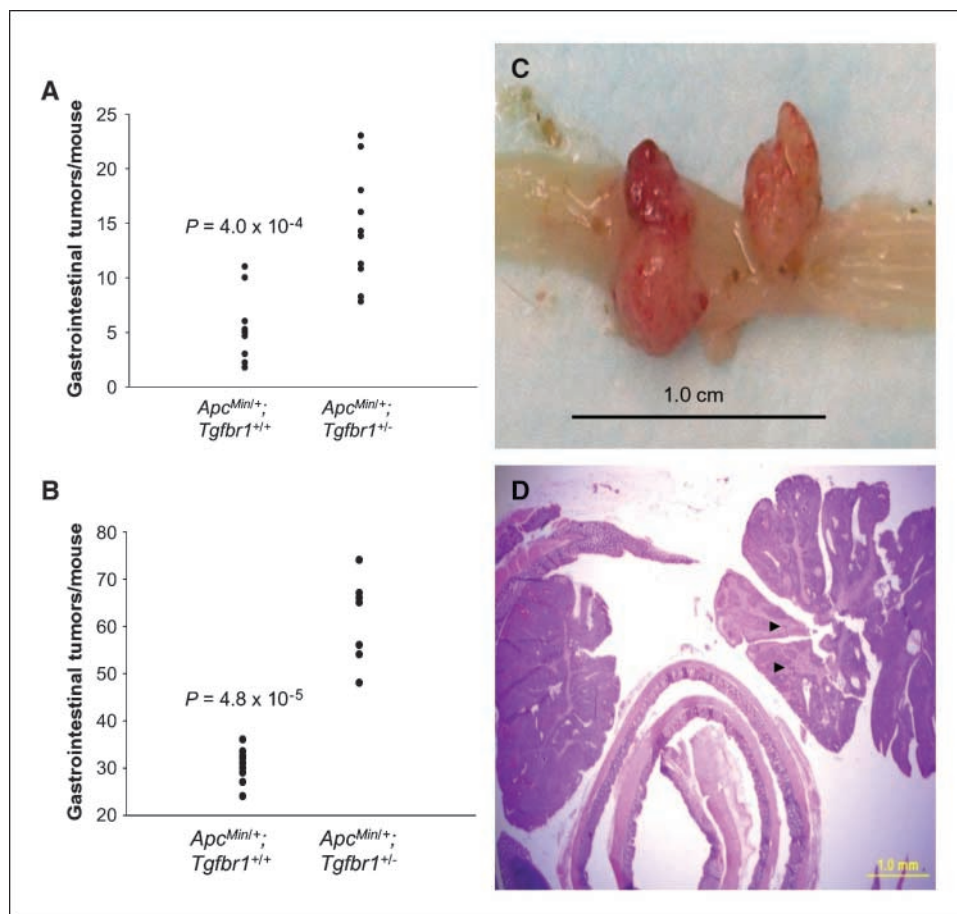 A
Gastrointestinal tumors/mouse
25
20
15
10
5
0
P = 4.0 x 10-4
ApcMin/+;
Tgfbr1+/+
ApcMin/+;
Tgfbr1+/-
B
Gastrointestinal tumors/mouse
80
70
60
50
40
30
20
P = 4.8 x 10-5
ApcMin/+;
Tgfbr1+/+
ApcMin/+;
Tgfbr1+/-
C
1.0 cm
D
1.0 mm